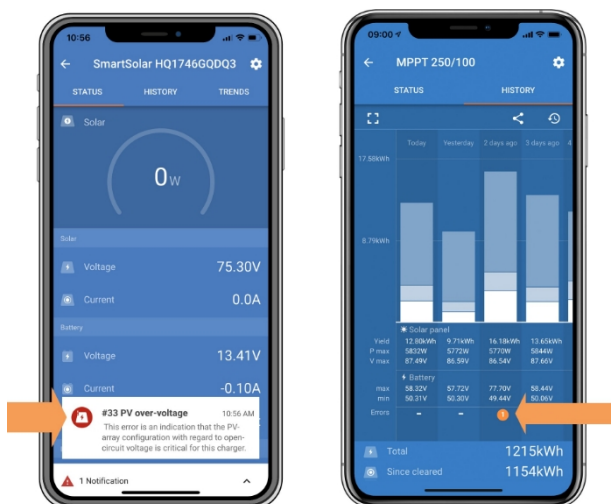 10:56
SmartSolar HQ1746GQDQ3
STATUS HISTORY TRENDS
Solar
0W
Solar
Voltage 75.30V
Current 0.0A
Battery
Voltage 13.41V
Current -0.10A
#33 PV over-voltage 10:56 AM
This error is an indication that the PV-
array configuration with regard to open-
circuit voltage is critical for this charger.
1 Notification
09:00
MPPT 250/100
STATUS HISTORY
Today Yesterday 2 days ago 3 days ago 4
17.58kWh
8.79kWh
Solar panel
Yield 12.80kWh 9.71kWh 16.18kWh 13.65kWh
P max 5832W 5772W 5770W 5844W
V max 87.49V 86.59V 86.54V 87.66V
Battery
max 58.32V 57.72V 77.70V 58.44V
min 50.31V 50.30V 49.44V 50.06V
Errors - - 1
Total 1215kWh
Since cleared 1154kWh